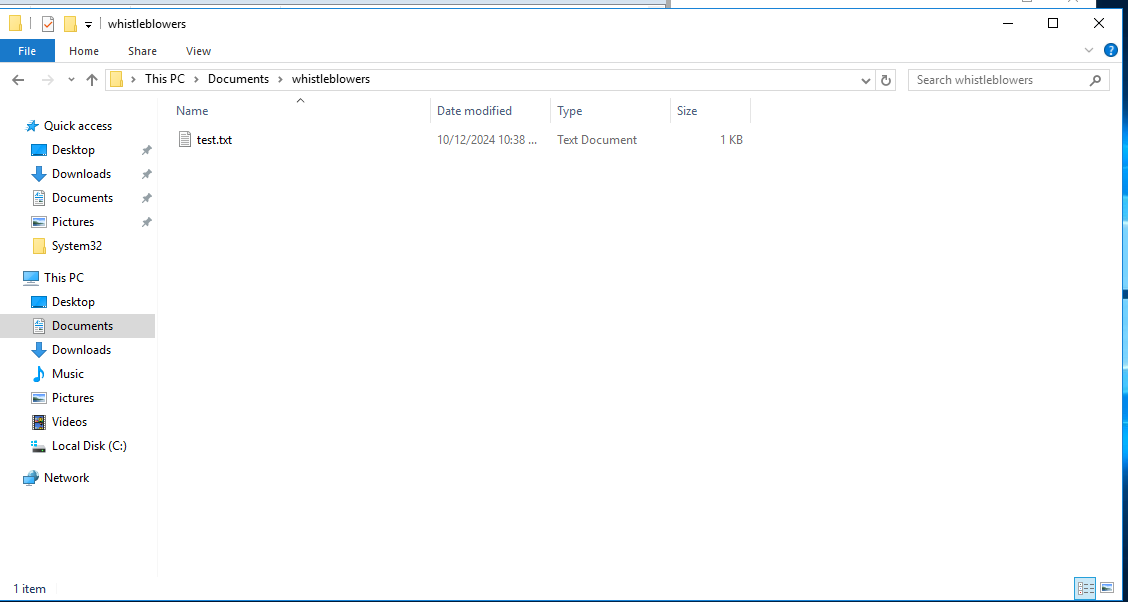 whistleblowers
File Home Share View
This PC Documents whistleblowers
Search whistleblowers
Name Date modified Type Size
test.txt 10/12/2024 10:38 ... Text Document 1 KB
Quick access
Desktop
Downloads
Documents
Pictures
System32
This PC
Desktop
Documents
Downloads
Music
Pictures
Videos
Local Disk (C:)
Network
1 item